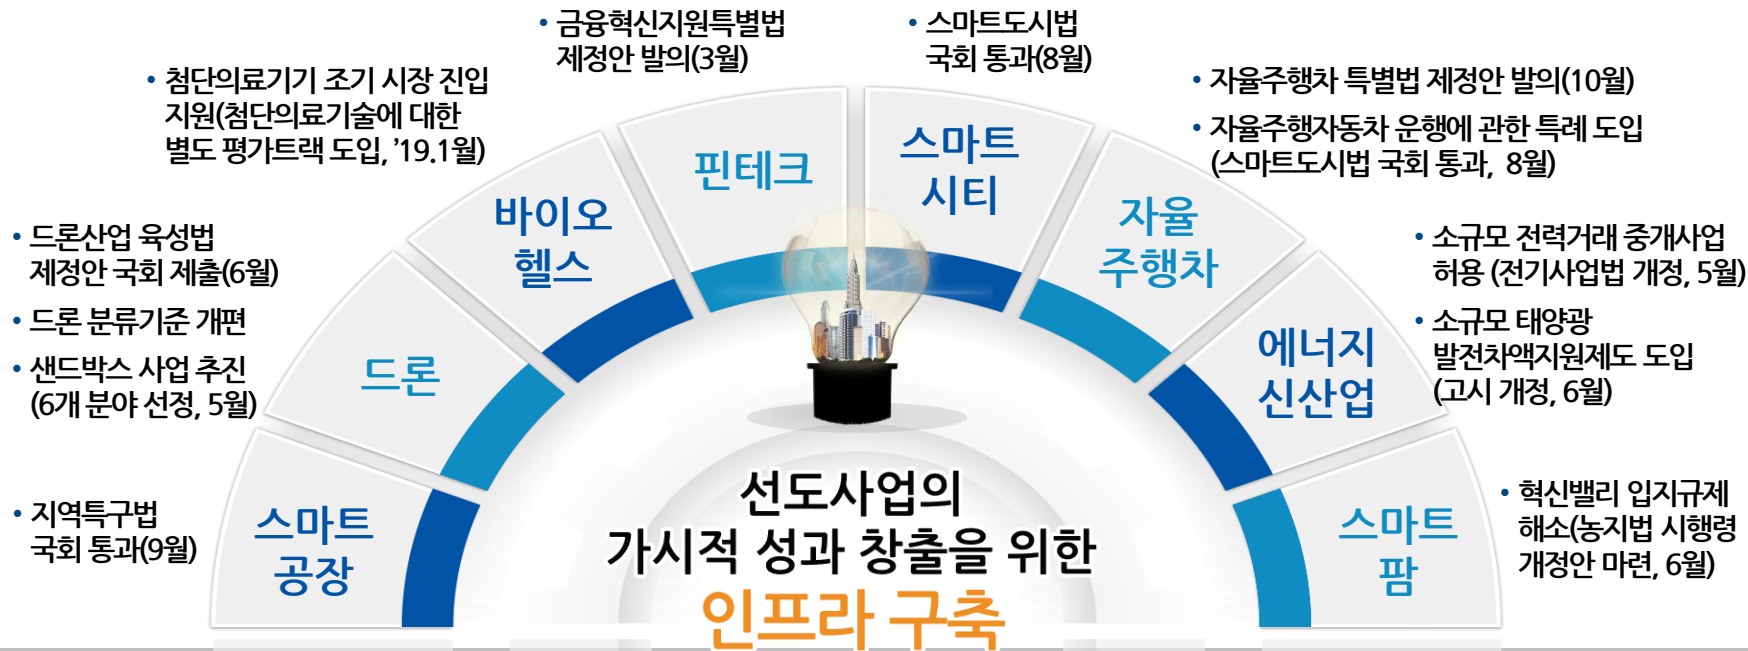 • 금융혁신지원특별법
제정안 발의(3월)
• 스마트도시법
국회 통과(8월)
• 첨단의료기기 조기 시장 진입
지원(첨단의료기술에 대한
별도 평가트랙 도입, ’19.1월)
• 자율주행차 특별법 제정안 발의(10월)
• 자율주행자동차 운행에 관한 특례 도입
(스마트도시법 국회 통과, 8월)
• 드론산업 육성법
제정안 국회 제출(6월)
• 드론 분류기준 개편
• 샌드박스 사업 추진
(6개 분야 선정, 5월)
• 소규모 전력거래 중개사업
허용 (전기사업법 개정, 5월)
• 소규모 태양광
발전차액지원제도 도입
(고시 개정, 6월)
• 지역특구법
국회 통과(9월)
• 혁신밸리 입지규제
해소(농지법 시행령
개정안 마련, 6월)
스마트
공장
드론
바이오
헬스
핀테크
스마트
시티
자율
주행차
에너지
신산업
스마트
팜
선도사업의
가시적 성과 창출을 위한
인프라 구축